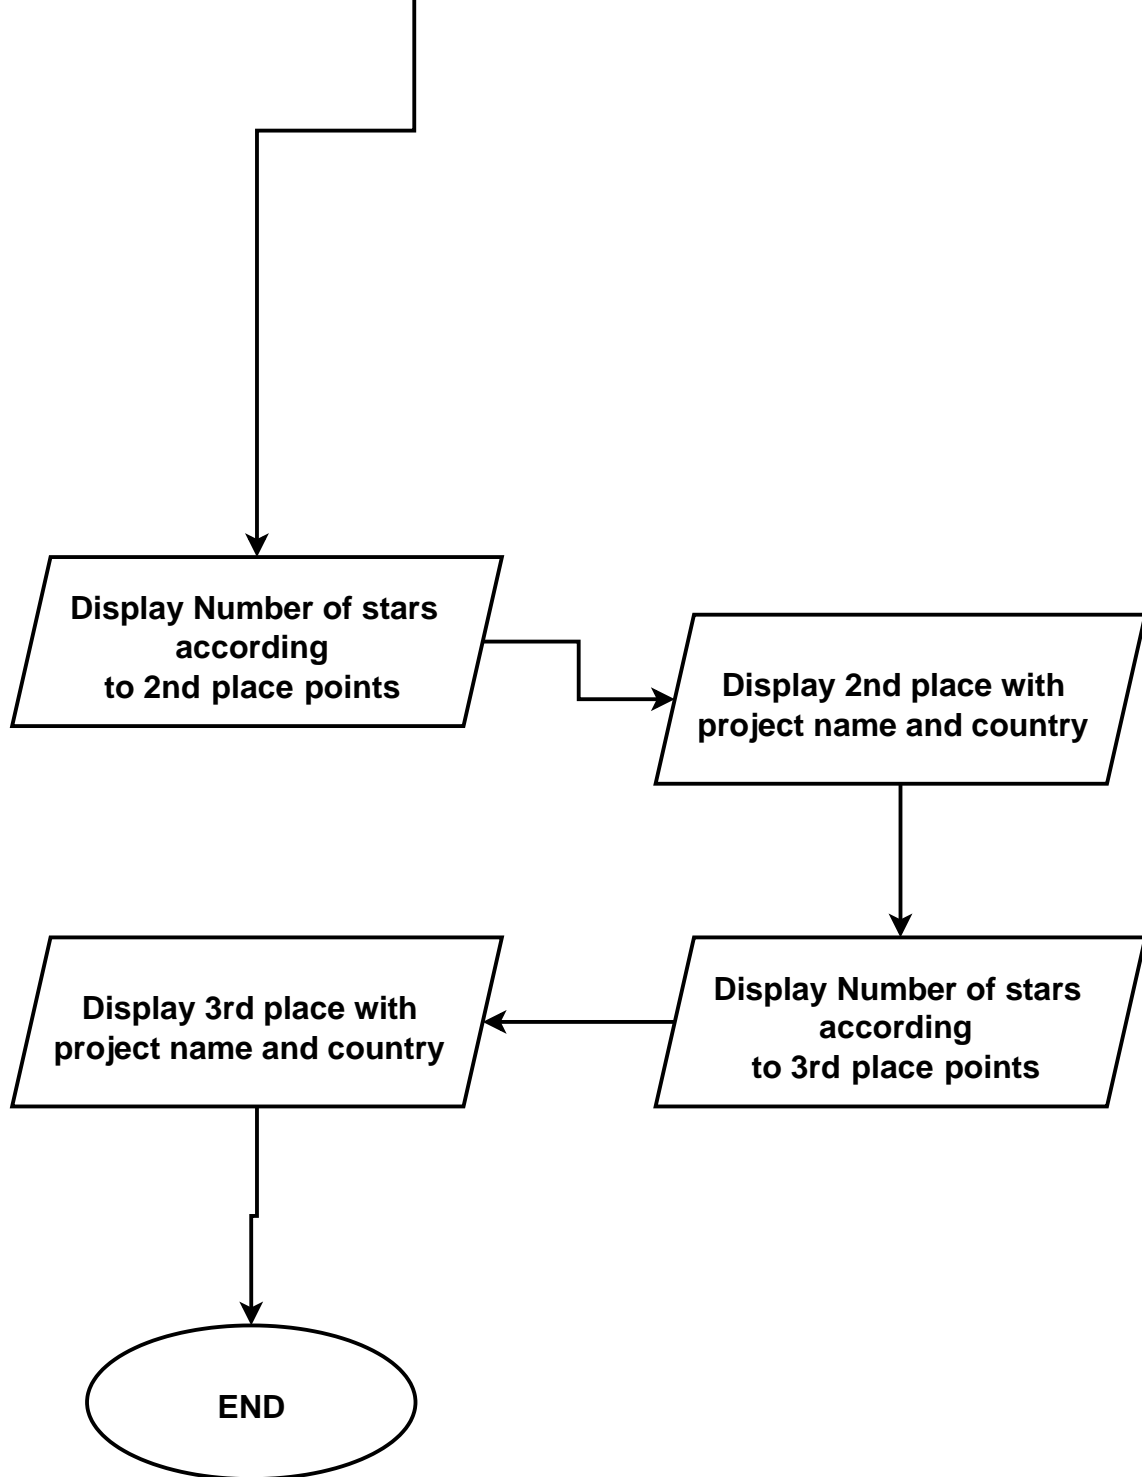 Display Number of stars
according
to 2nd place points
Display 2nd place with
project name and country
Display Number of stars
according
to 3rd place points
Display 3rd place with
project name and country
END